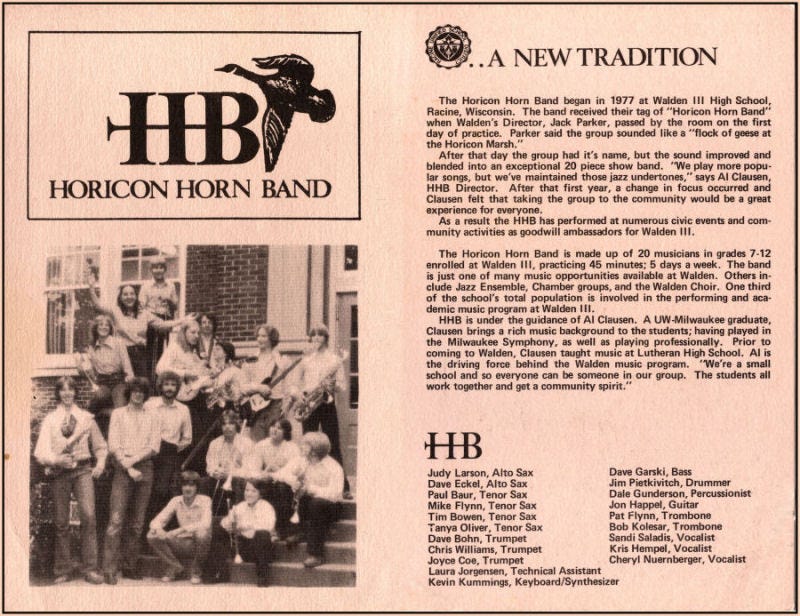 HB
HORICON HORN BAND
..A NEW TRADITION
The Horicon Horn Band began in 1977 at Walden III High School,
Racine, Wisconsin. The band received their tag of "Horicon Horn Band"
when Walden's Director, Jack Parker, passed by the room on the first
day of practice. Parker said the group sounded like a "flock of geese at
the Horicon Marsh."
After that day the group had it's name, but the sound improved and
blended into an exceptional 20 piece show band. "We play more popu-
lar songs, but we've maintained those jazz undertones," says Al Clausen,
HHB Director. After that first year, a change in focus occurred and
Clausen felt that taking the group to the community would be a great
experience for everyone.
As a result the HHB has performed at numerous civic events and com-
munity activities as goodwill ambassadors for Walden III.
The Horicon Horn Band is made up of 20 musicians in grades 7-12
enrolled at Walden III, practicing 45 minutes; 5 days a week. The band
is just one of many music opportunities available at Walden. Others in-
clude Jazz Ensemble, Chamber groups, and the Walden Choir. One third
of the school's total population is involved in the performing and aca-
demic music program at Walden III.
HHB is under the guidance of Al Clausen. A UW-Milwaukee graduate,
Clausen brings a rich music background to the students; having played in
the Milwaukee Symphony, as well as playing professionally. Prior to
coming to Walden, Clausen taught music at Lutheran High School. Al is
the driving force behind the Walden music program. "We're a small
school and so everyone can be someone in our group. The students all
work together and get a community spirit."
HB
Judy Larson, Alto Sax
Dave Eckel, Alto Sax
Paul Baur, Tenor Sax
Mike Flynn, Tenor Sax
Tim Bowen, Tenor Sax
Tanya Oliver, Tenor Sax
Dave Bohn, Trumpet
Chris Williams, Trumpet
Joyce Coe, Trumpet
Laura Jorgensen, Technical Assistant
Kevin Kummings, Keyboard/Synthesizer
Dave Garski, Bass
Jim Pietkivitch, Drummer
Dale Gunderson, Percussionist
Jon Happel, Guitar
Pat Flynn, Trombone
Bob Kolesar, Trombone
Sandi Saladis, Vocalist
Kris Hempel, Vocalist
Cheryl Nuernberger, Vocalist